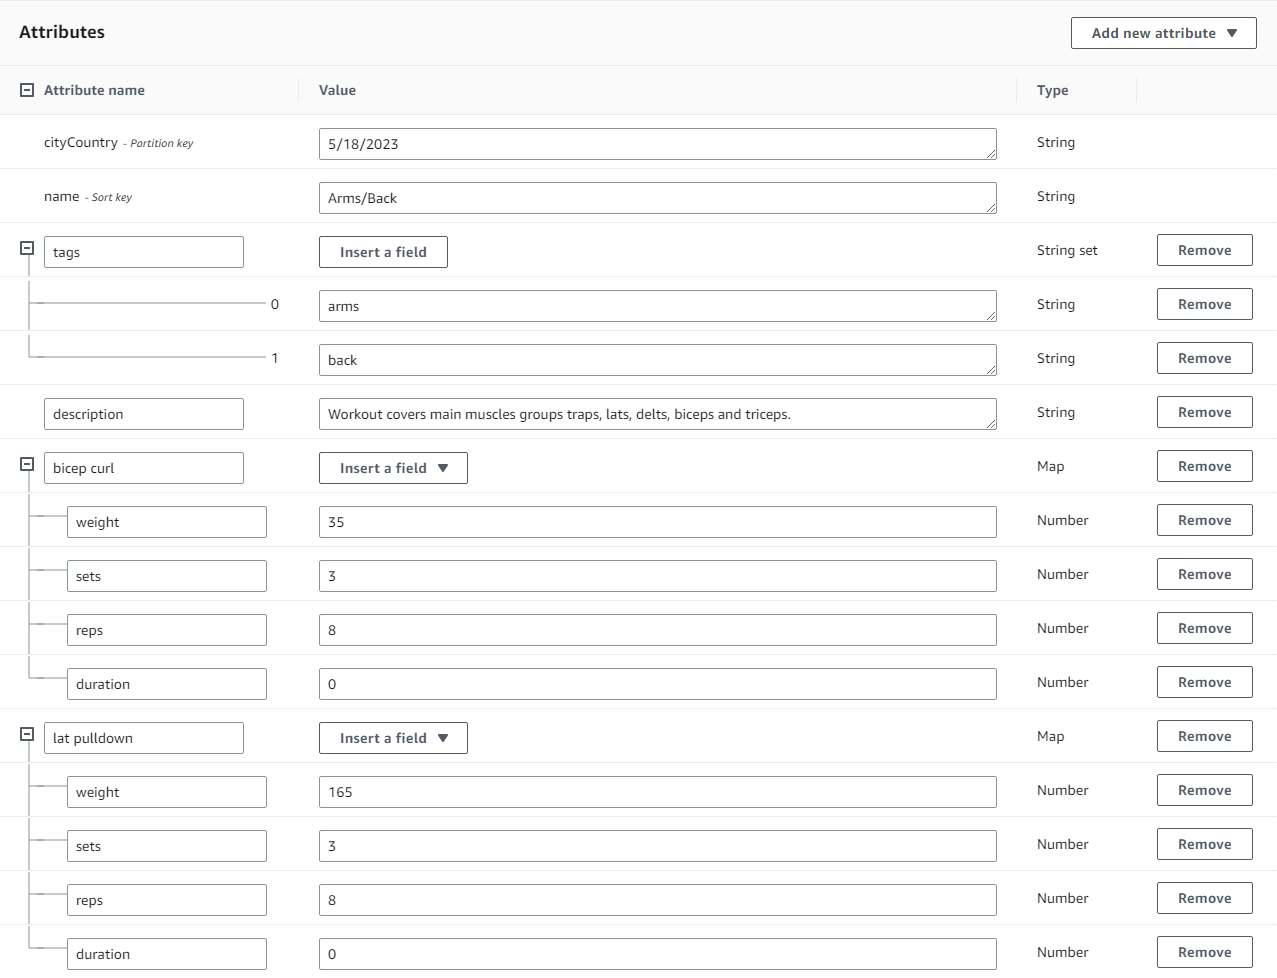 Attributes
Add new attribute
Attribute name Value Type
cityCountry - Partition key 5/18/2023 String
name - Sort key Arms/Back String
tags Insert a field String set Remove
0 arms String Remove
1 back String Remove
description Workout covers main muscles groups traps, lats, delts, biceps and triceps. String Remove
bicep curl Insert a field Map Remove
weight 35 Number Remove
sets 3 Number Remove
reps 8 Number Remove
duration 0 Number Remove
lat pulldown Insert a field Map Remove
weight 165 Number Remove
sets 3 Number Remove
reps 8 Number Remove
duration 0 Number Remove